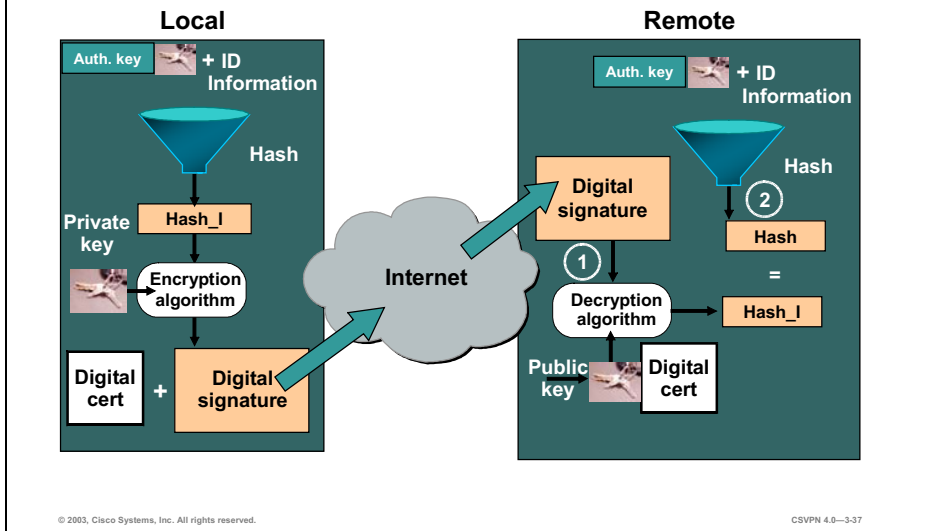 Local
Remote
Auth. key
+ ID
Information
Hash
Private
key
Hash_I
Encryption
algorithm
Digital
cert
+
Digital
signature
Internet
Auth. key
+ ID
Information
Hash
Digital
signature
2
Hash
1
=
Decryption
algorithm
Hash_I
Public
key
Digital
cert
© 2003, Cisco Systems, Inc. All rights reserved.
CSVPN 4.0—3-37